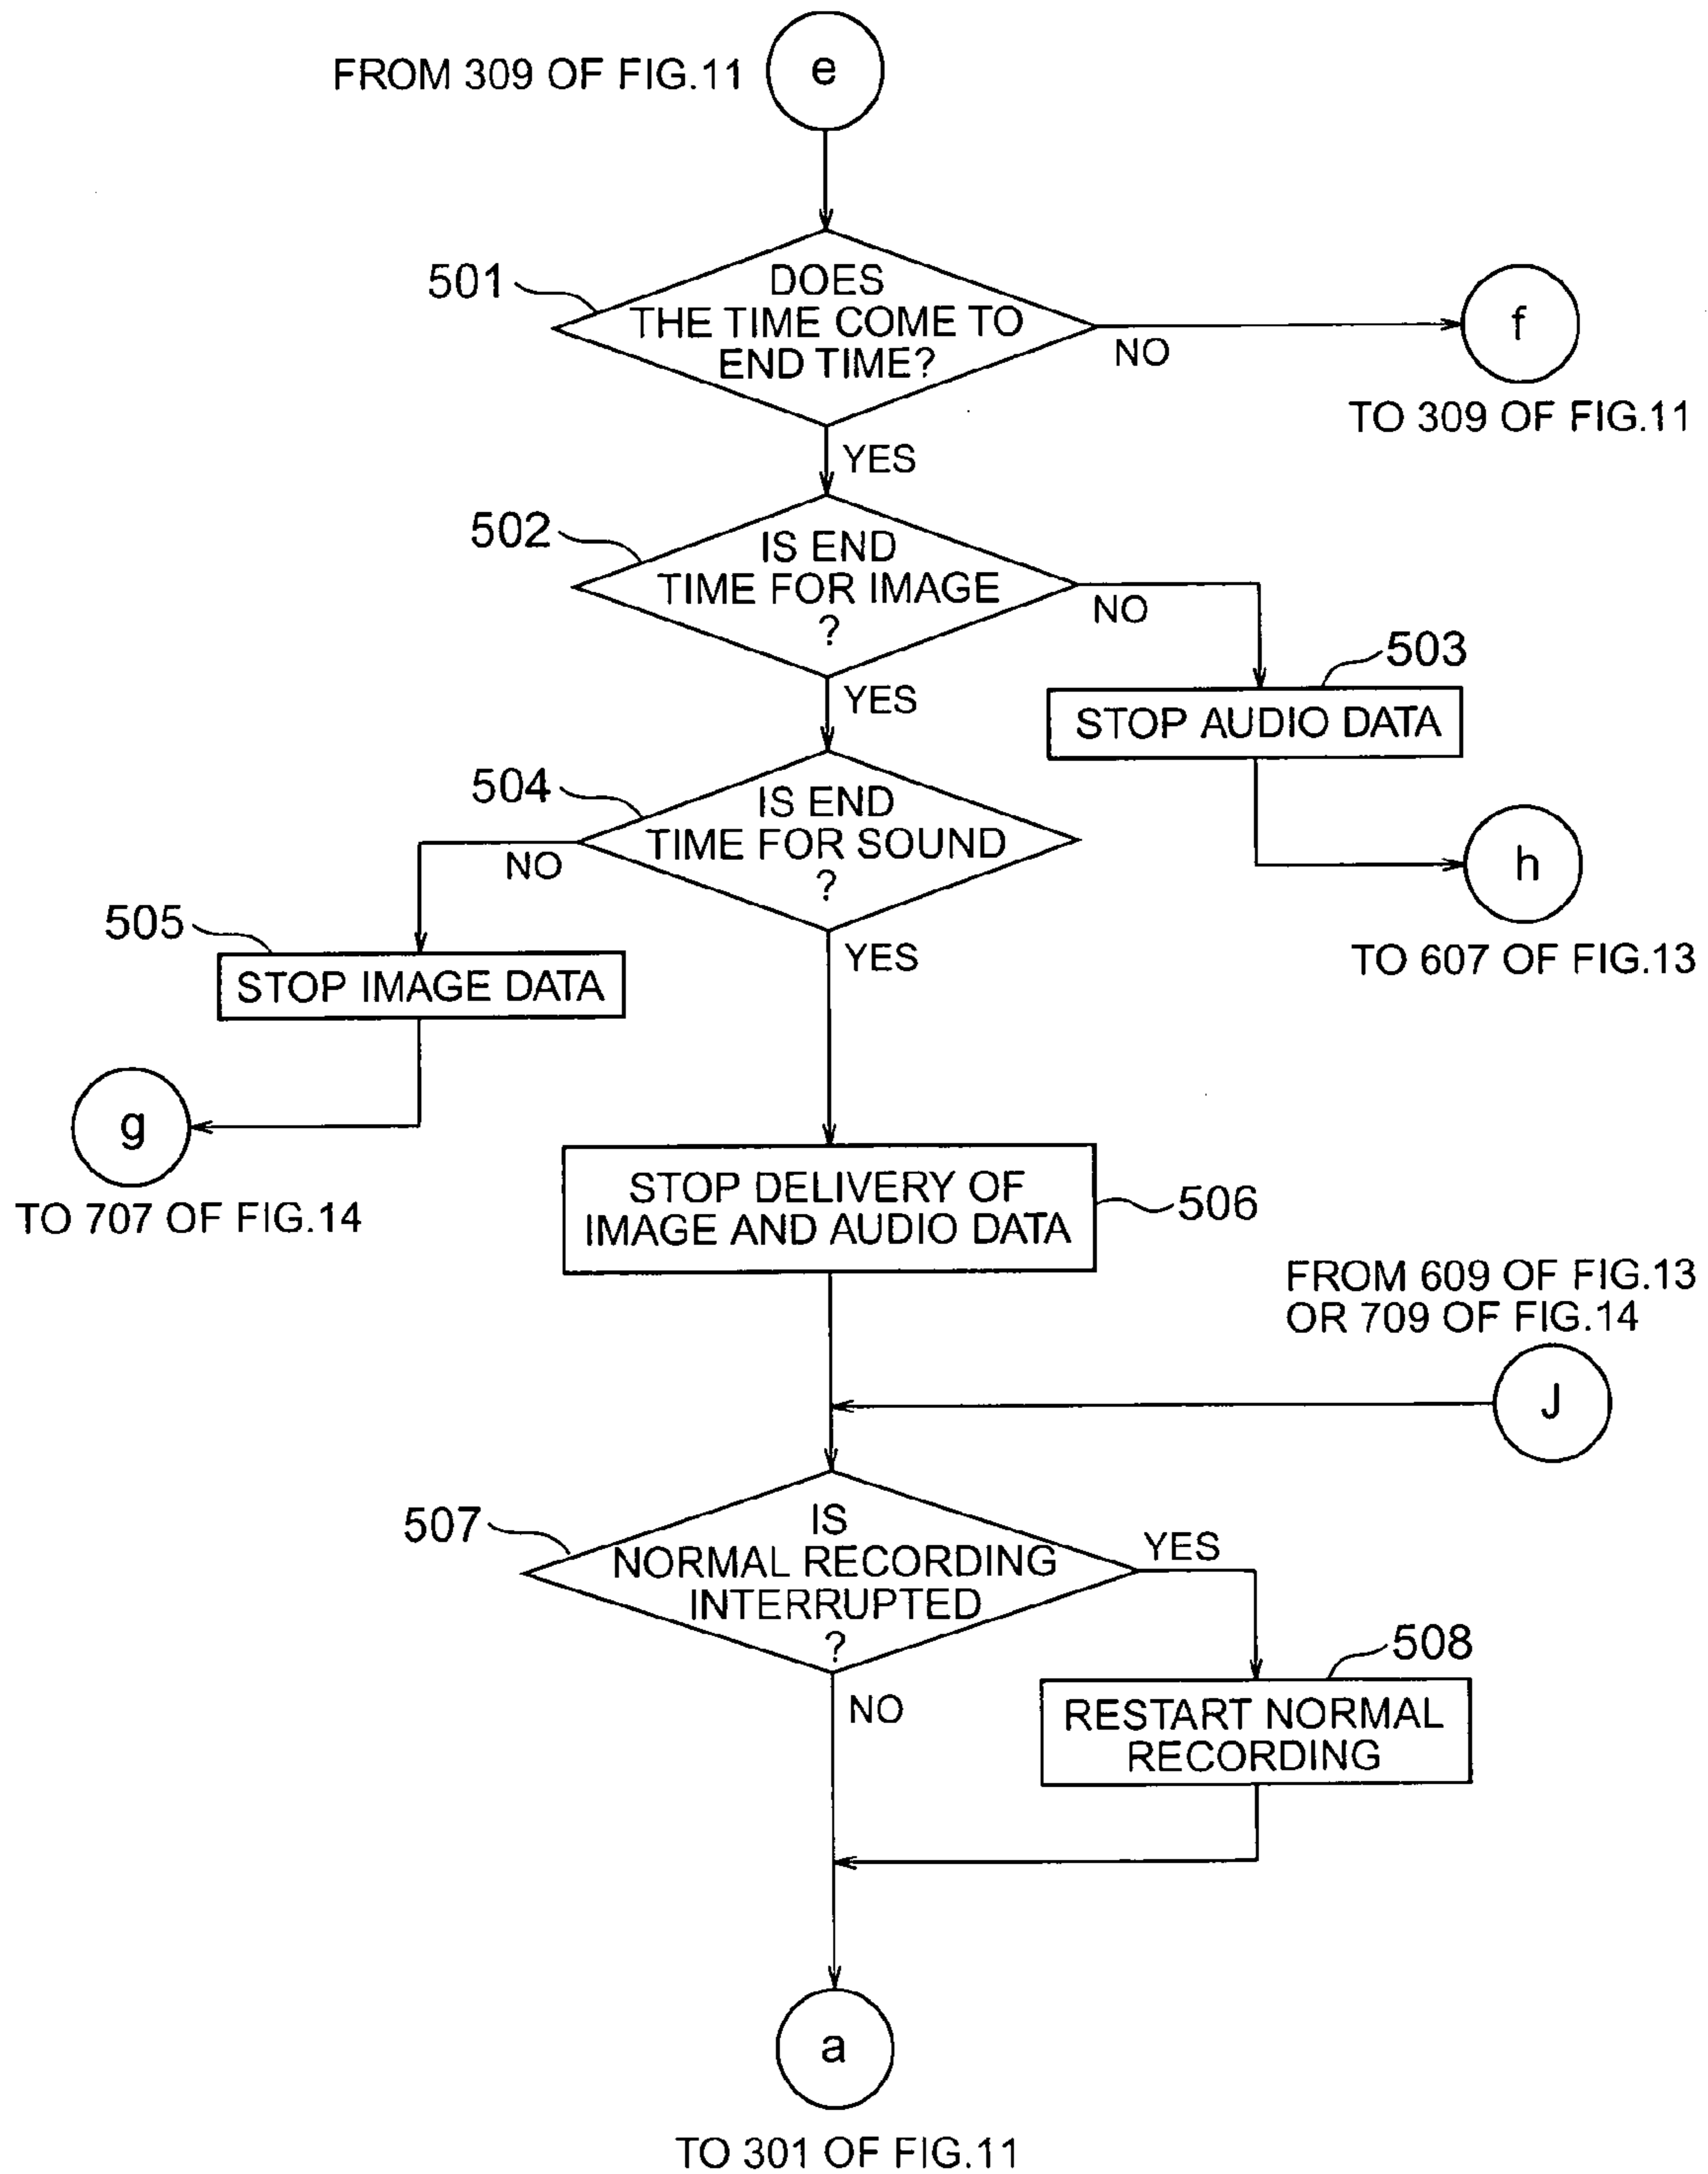 FROM 309 OF FIG.11
e
501
DOES
THE TIME COME TO
END TIME?
NO
f
TO 309 OF FIG.11
YES
502
IS END
TIME FOR IMAGE
?
NO
503
STOP AUDIO DATA
YES
504
IS END
TIME FOR SOUND
?
NO
h
TO 607 OF FIG.13
505
STOP IMAGE DATA
YES
g
TO 707 OF FIG.14
STOP DELIVERY OF
IMAGE AND AUDIO DATA
506
FROM 609 OF FIG.13
OR 709 OF FIG.14
J
507
IS
NORMAL RECORDING
INTERRUPTED
?
YES
508
RESTART NORMAL
RECORDING
NO
a
TO 301 OF FIG.11